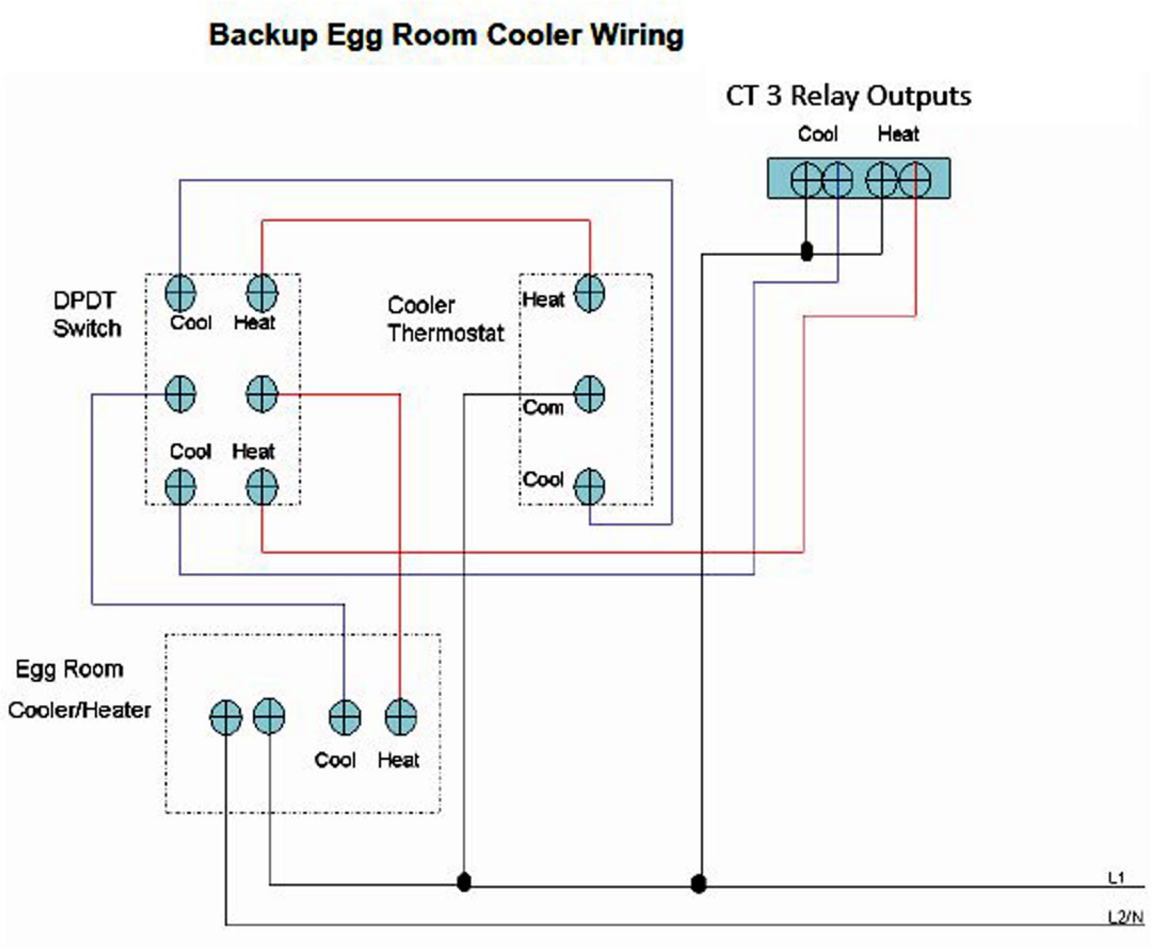 Backup Egg Room Cooler Wiring
CT 3 Relay Outputs
Cool Heat
DPDT
Switch
Cool Heat
Cool Heat
Cooler
Thermostat
Heat
Com
Cool
Egg Room
Cooler/Heater
Cool Heat
L1
L2/N